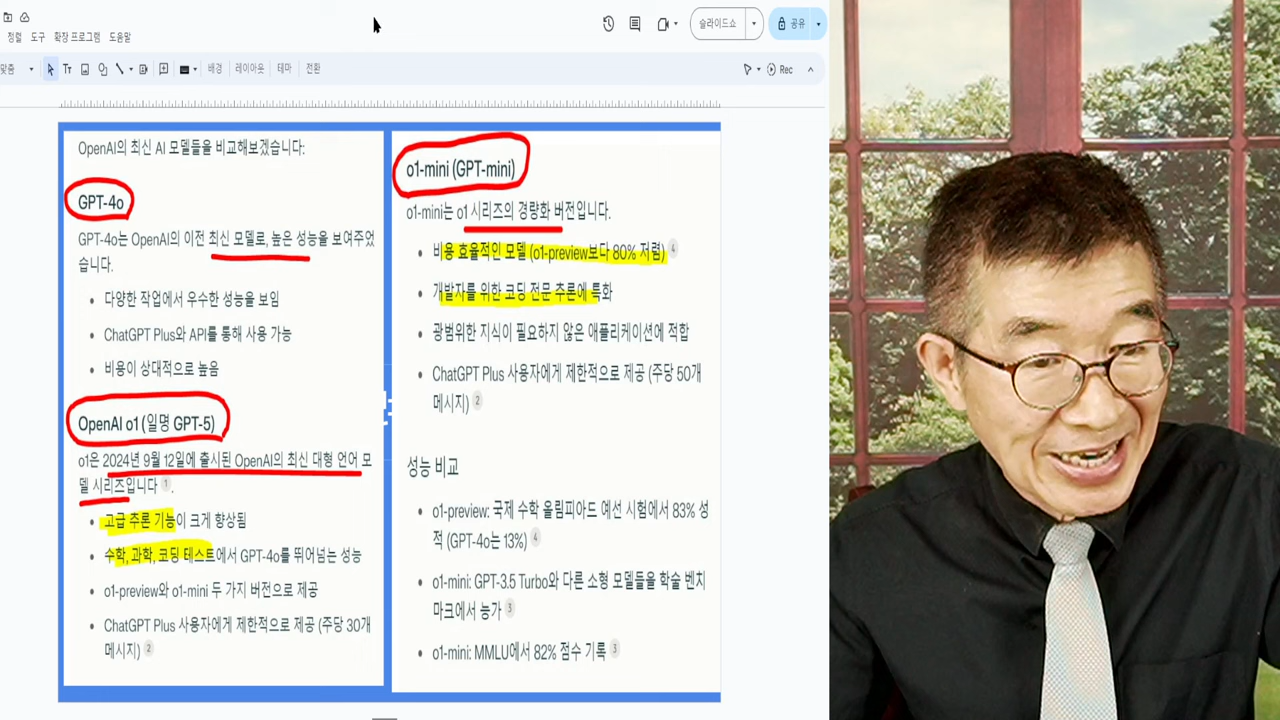 정렬 도구 확장 프로그램 도움말
슬라이드쇼
공유
맞춤
배경 레이아웃 테마 전환
Rec
OpenAI의 최신 AI 모델들을 비교해보겠습니다:
GPT-4o
GPT-4o는 OpenAI의 이전 최신 모델로, 높은 성능을 보여주었
습니다.
• 다양한 작업에서 우수한 성능을 보임
• ChatGPT Plus와 API를 통해 사용 가능
• 비용이 상대적으로 높음
OpenAI o1 (일명 GPT-5)
o1은 2024년 9월 12일에 출시된 OpenAI의 최신 대형 언어 모
델 시리즈입니다 1 .
• 고급 추론 기능이 크게 향상됨
• 수학, 과학, 코딩 테스트에서 GPT-4o를 뛰어넘는 성능
• o1-preview와 o1-mini 두 가지 버전으로 제공
• ChatGPT Plus 사용자에게 제한적으로 제공 (주당 30개
메시지) 2
o1-mini (GPT-mini)
o1-mini는 o1 시리즈의 경량화 버전입니다.
• 비용 효율적인 모델 (o1-preview보다 80% 저렴) 4
• 개발자를 위한 코딩 전문 추론에 특화
• 광범위한 지식이 필요하지 않은 애플리케이션에 적합
• ChatGPT Plus 사용자에게 제한적으로 제공 (주당 50개
메시지) 2
성능 비교
• o1-preview: 국제 수학 올림피아드 예선 시험에서 83% 성
적 (GPT-4o는 13%) 4
• o1-mini: GPT-3.5 Turbo와 다른 소형 모델들을 학술 벤치
마크에서 능가 3
• o1-mini: MMLU에서 82% 점수 기록 3